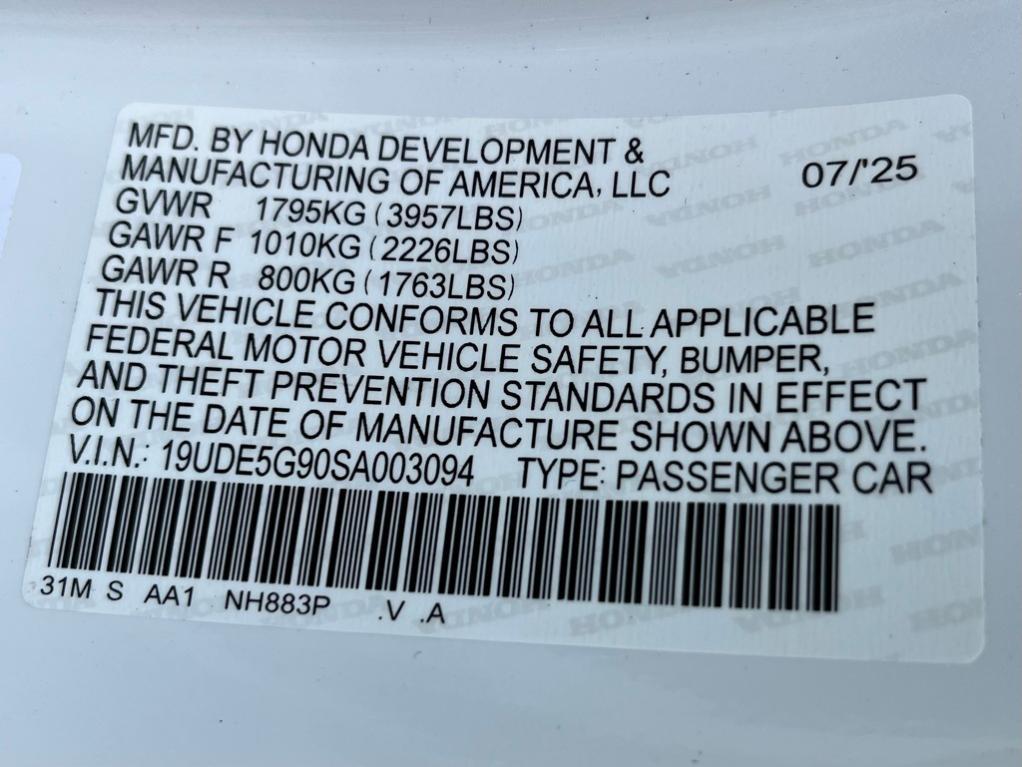 MFD. BY HONDA DEVELOPMENT &
MANUFACTURING OF AMERICA, LLC 07/'25
GVWR 1795KG (3957LBS)
GAWR F 1010KG (2226LBS)
GAWR R 800KG (1763LBS)
THIS VEHICLE CONFORMS TO ALL APPLICABLE
FEDERAL MOTOR VEHICLE SAFETY, BUMPER,
AND THEFT PREVENTION STANDARDS IN EFFECT
ON THE DATE OF MANUFACTURE SHOWN ABOVE.
V.I.N.: 19UDE5G90SA003094 TYPE: PASSENGER CAR
31M S AA1 NH883P .V .A